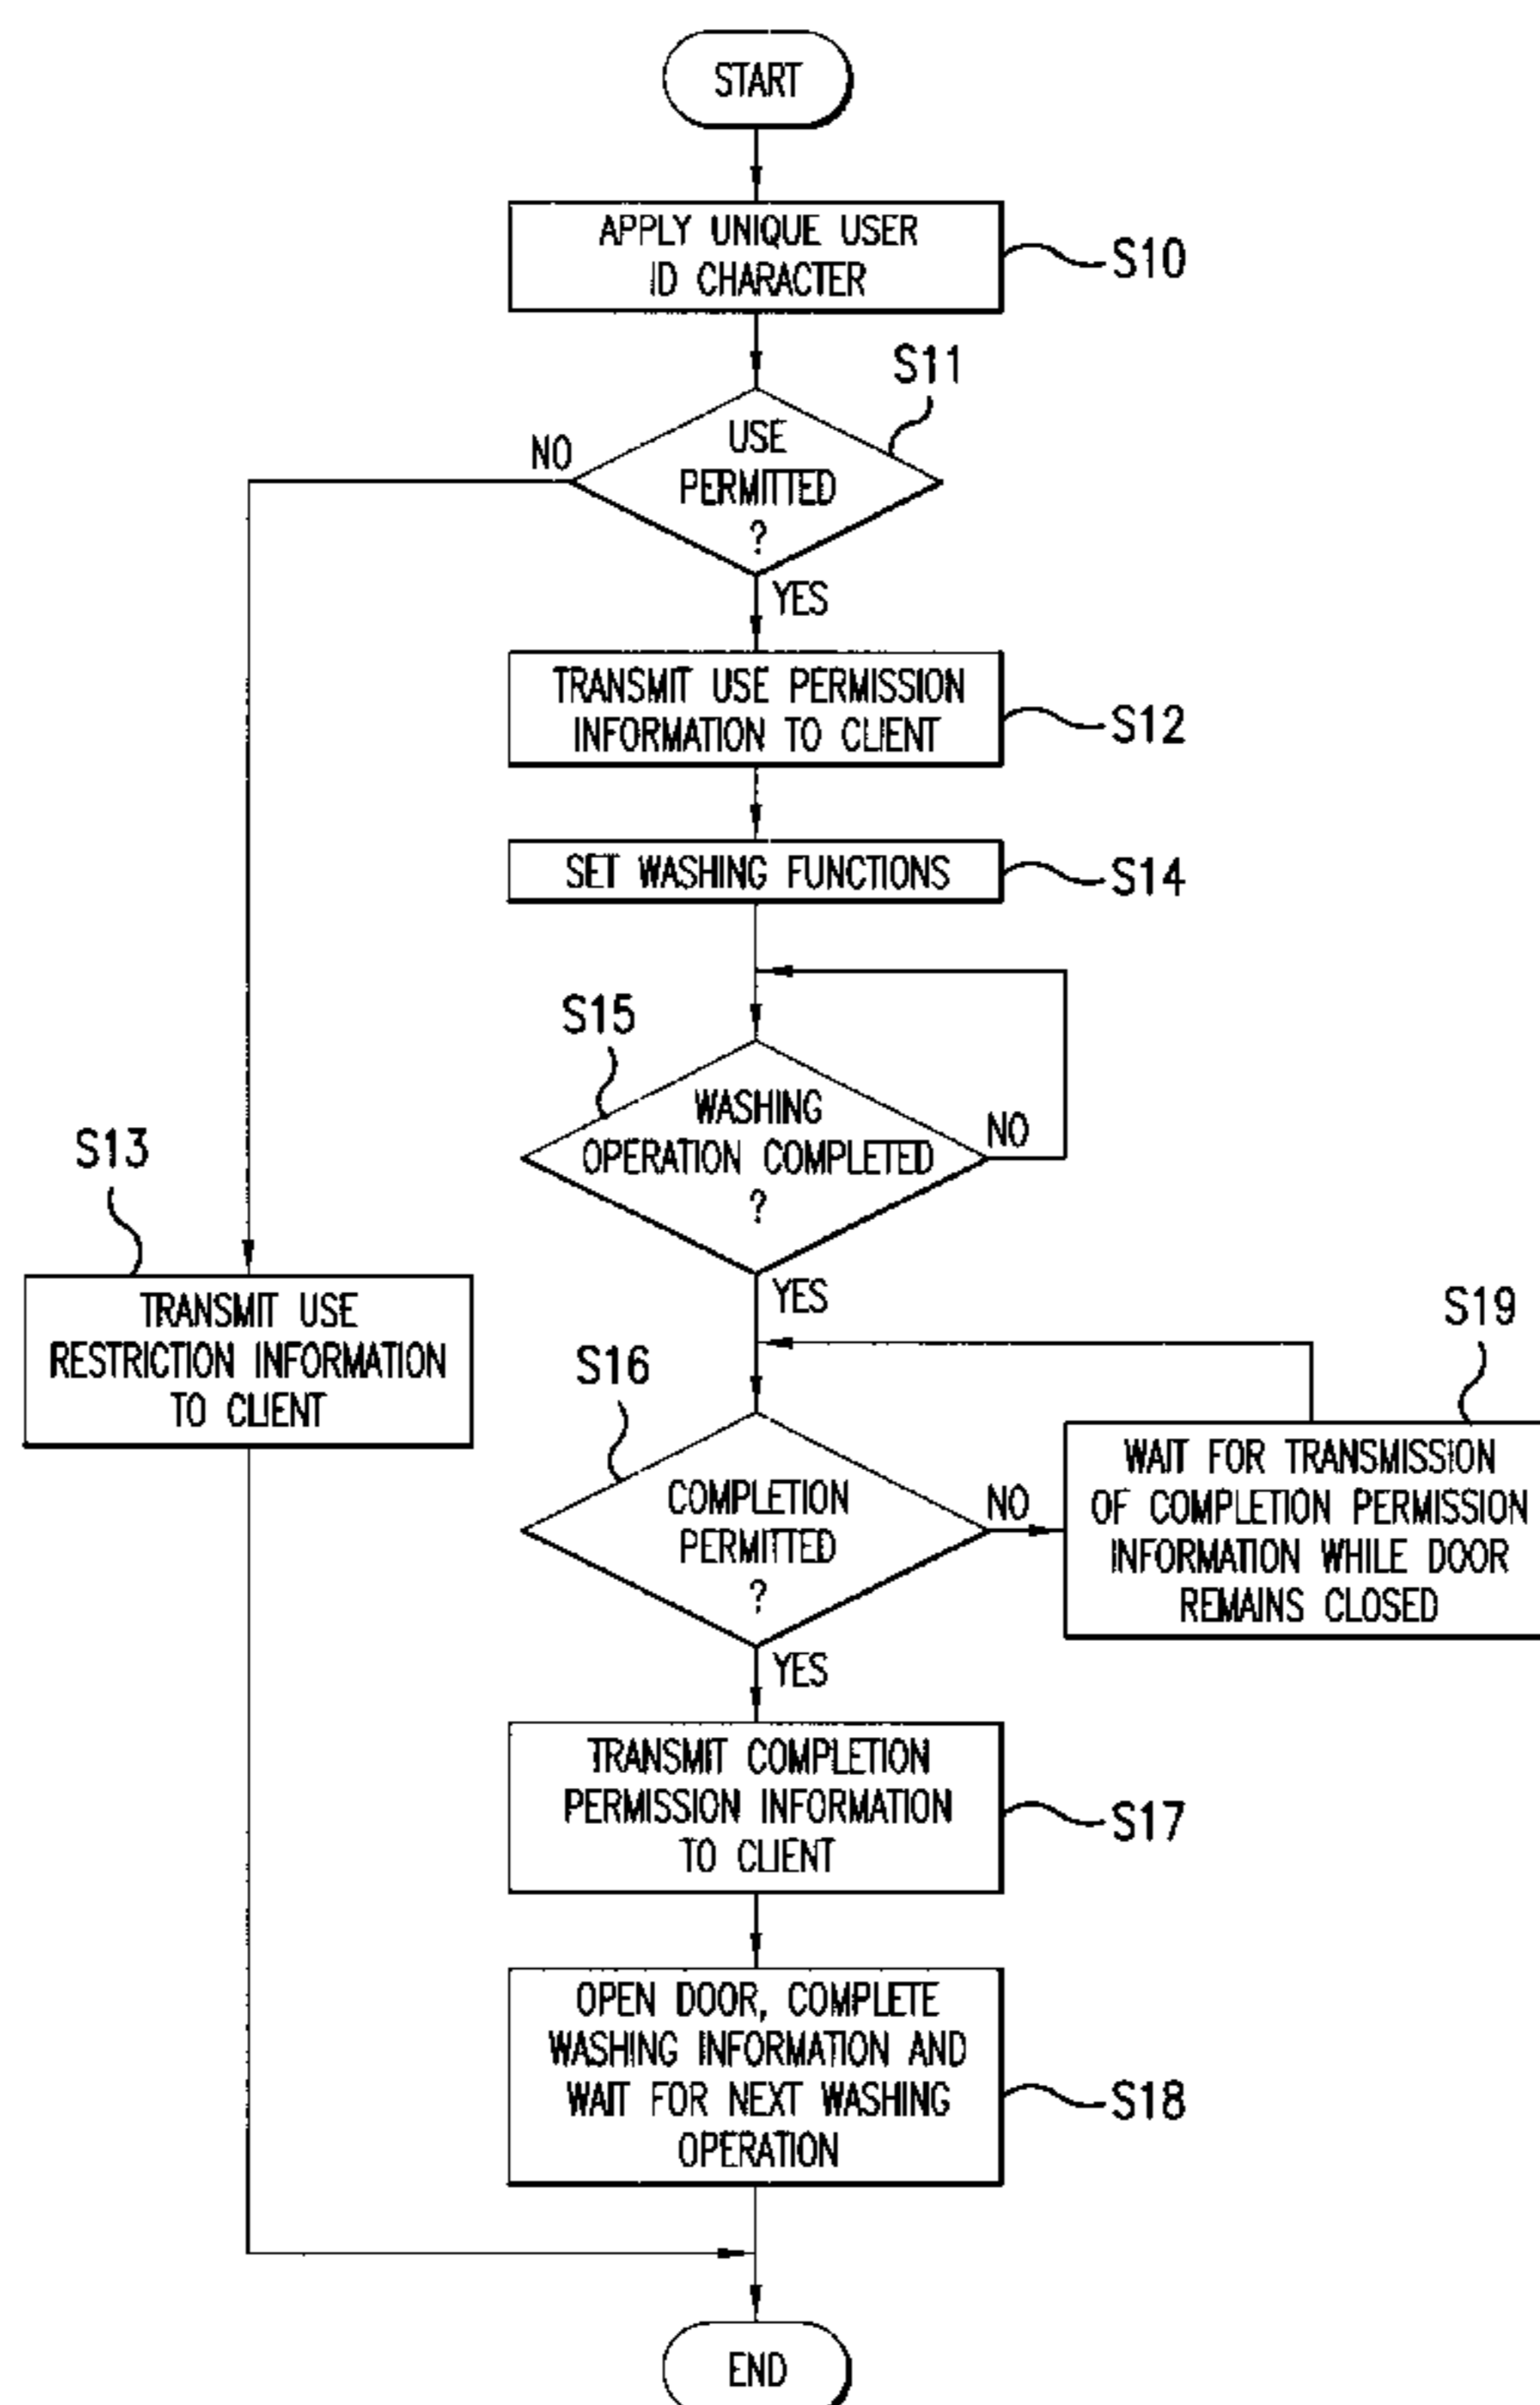 START
APPLY UNIQUE USER
ID CHARACTER
S10
S11
USE
PERMITTED
?
NO
YES
TRANSMIT USE PERMISSION
INFORMATION TO CLIENT
S12
SET WASHING FUNCTIONS
S14
S15
WASHING
OPERATION COMPLETED
?
NO
YES
S13
TRANSMIT USE
RESTRICTION INFORMATION
TO CLIENT
S16
COMPLETION
PERMITTED
?
NO
YES
S19
WAIT FOR TRANSMISSION
OF COMPLETION PERMISSION
INFORMATION WHILE DOOR
REMAINS CLOSED
TRANSMIT COMPLETION
PERMISSION INFORMATION
TO CLIENT
S17
OPEN DOOR, COMPLETE
WASHING INFORMATION AND
WAIT FOR NEXT WASHING
OPERATION
S18
END